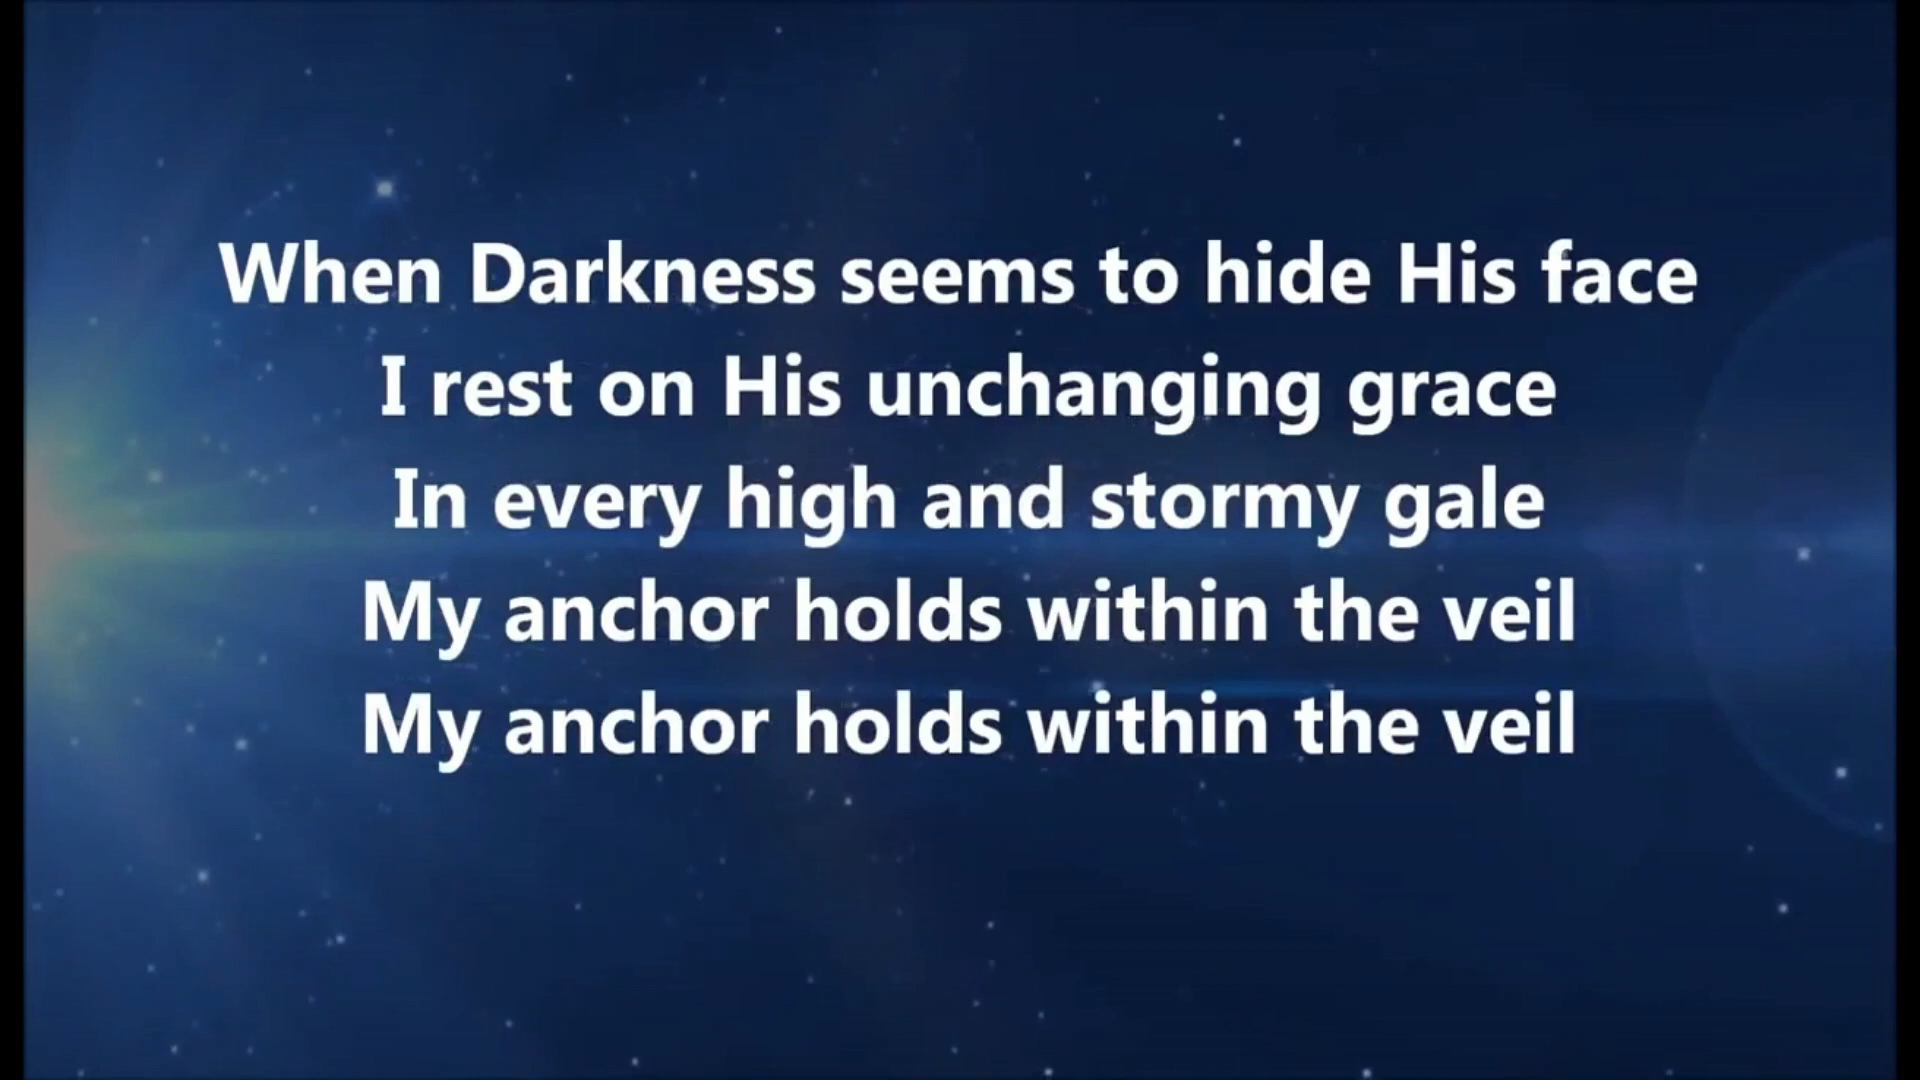 When Darkness seems to hide His face
I rest on His unchanging grace
In every high and stormy gale
My anchor holds within the veil
My anchor holds within the veil